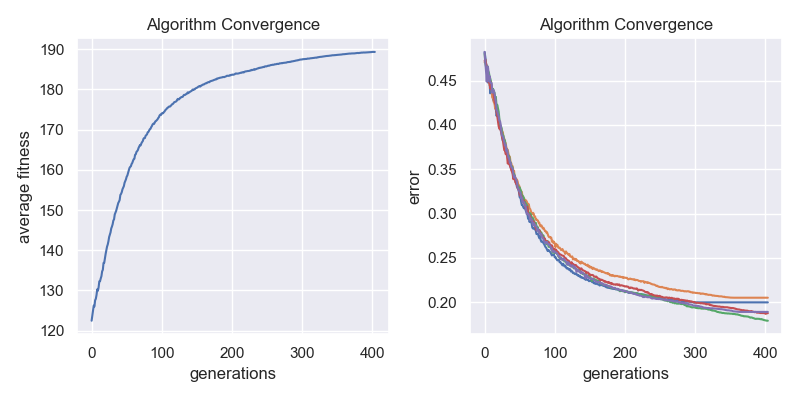 Algorithm Convergence
190
180
170
160
150
140
130
120
average fitness
0 100 200 300 400
generations
Algorithm Convergence
0.45
0.40
0.35
0.30
0.25
0.20
error
0 100 200 300 400
generations